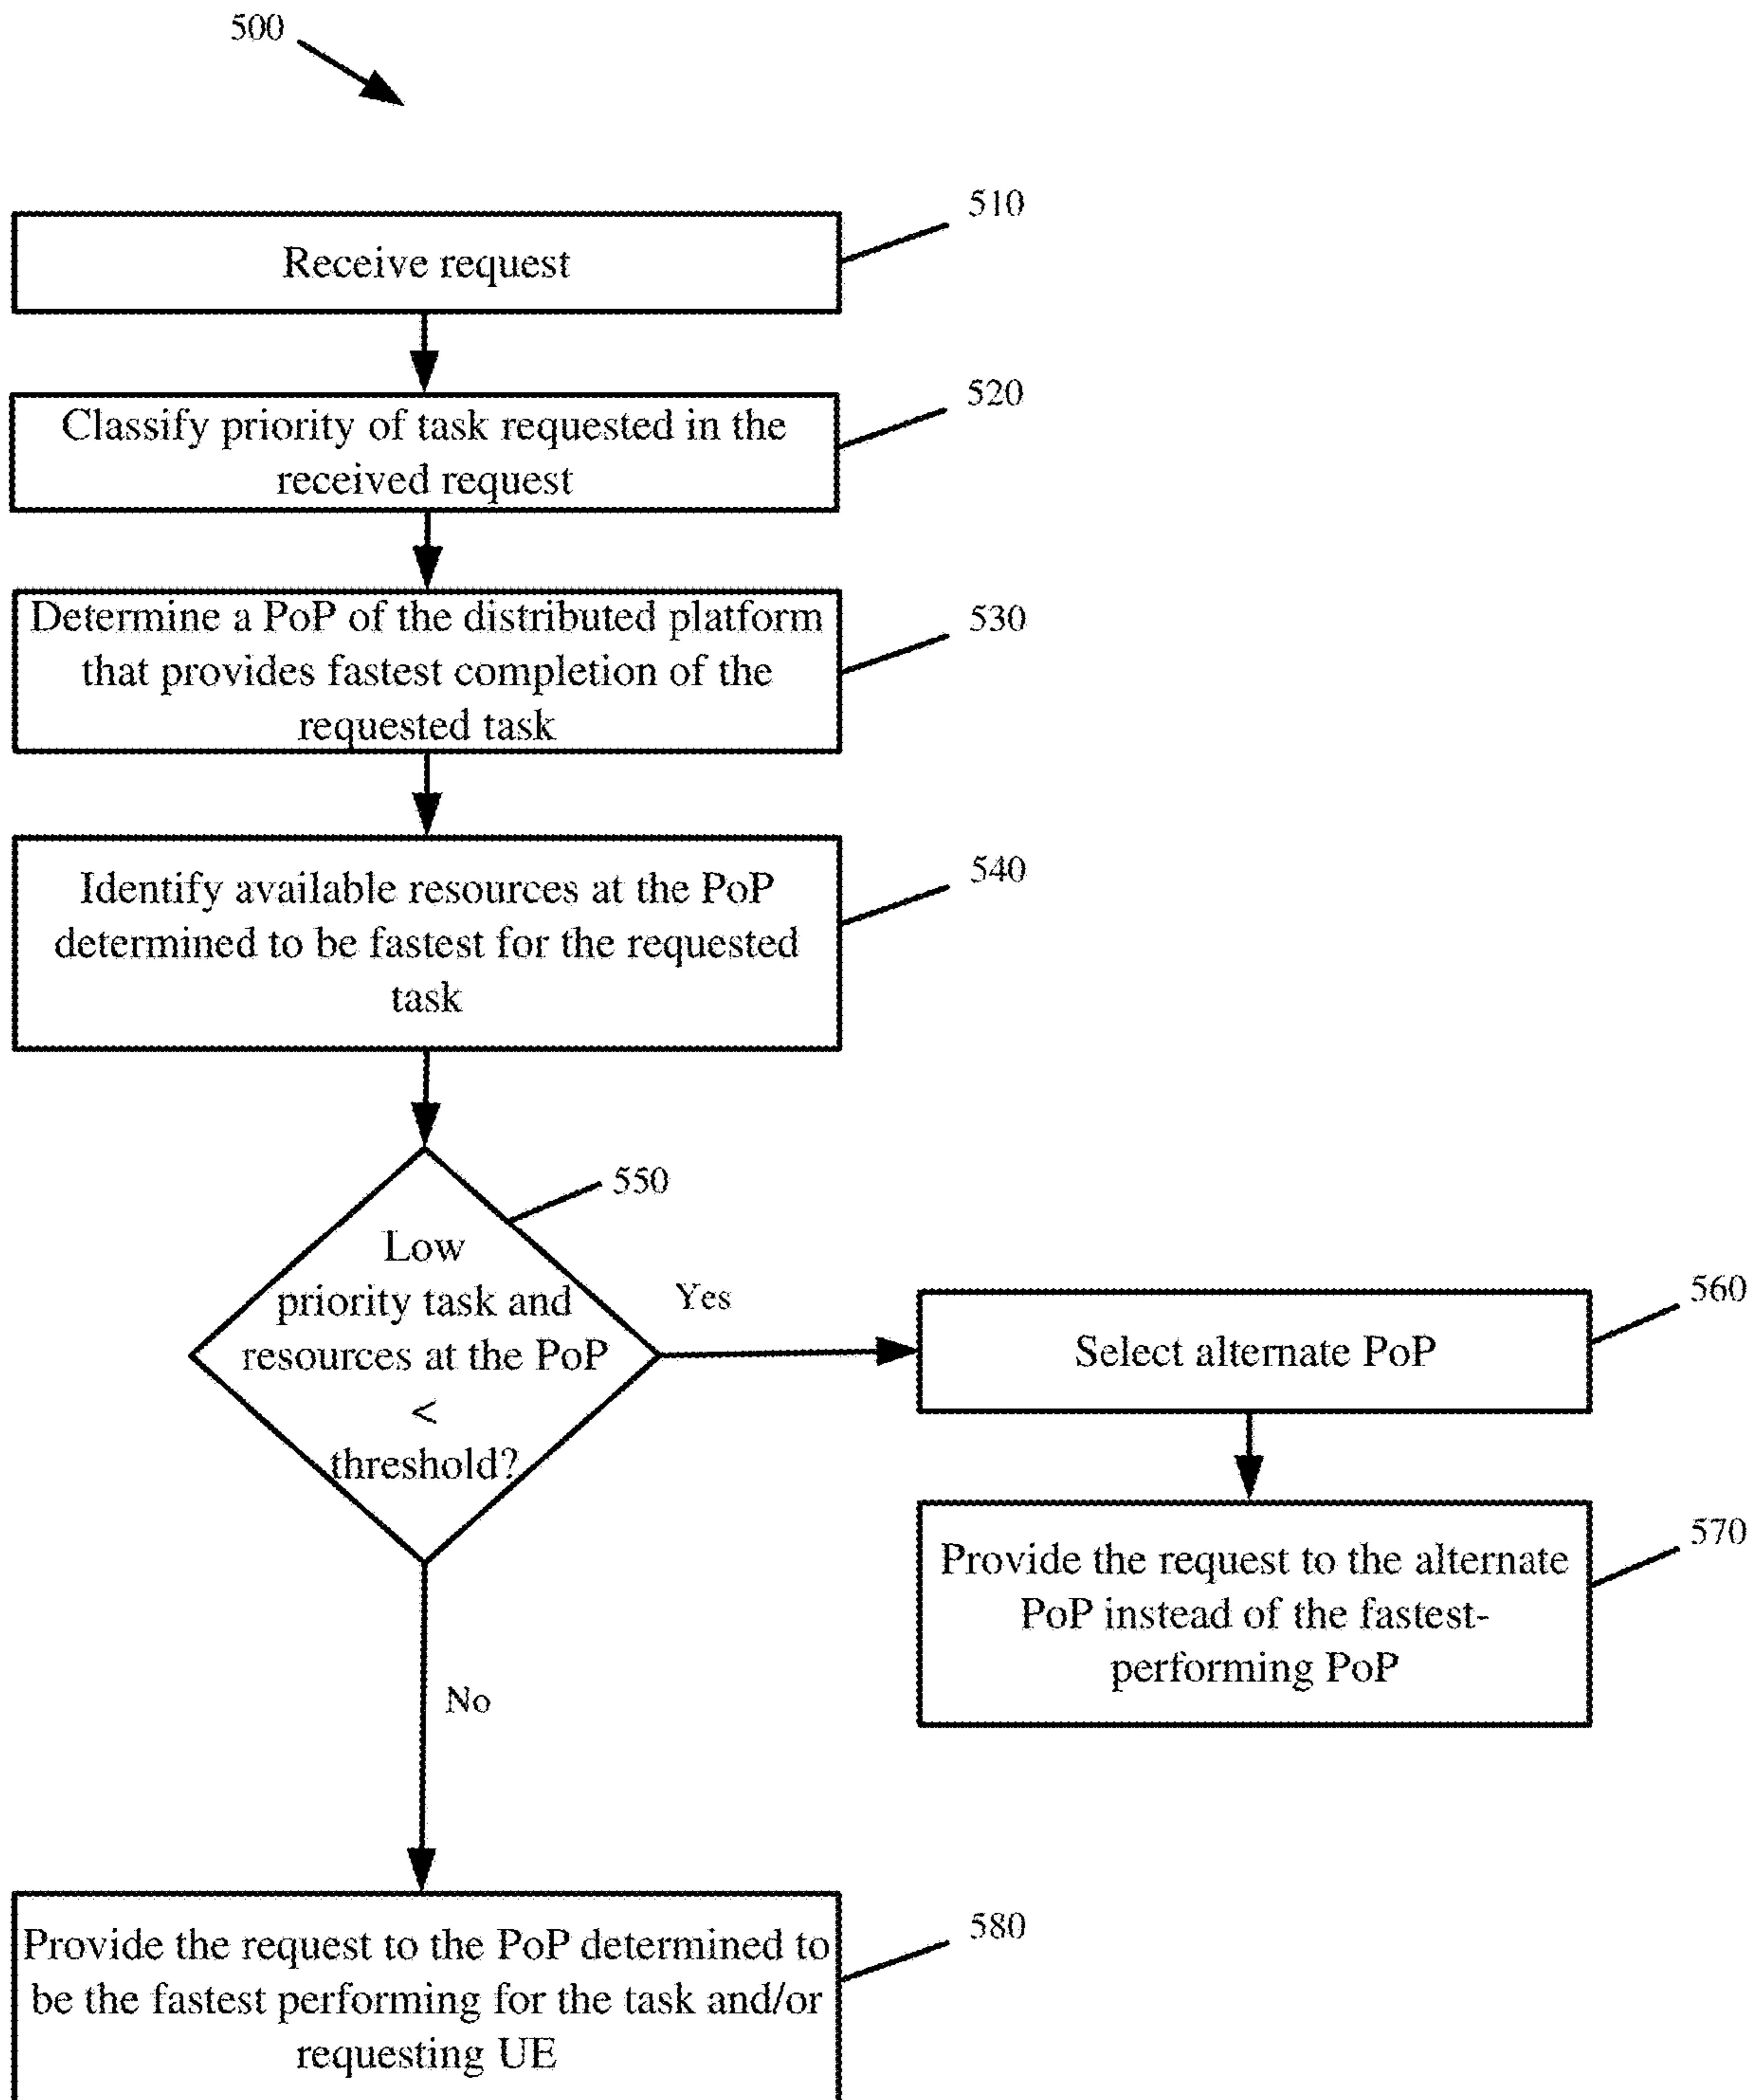 500
510
Receive request
520
Classify priority of task requested in the
received request
530
Determine a PoP of the distributed platform
that provides fastest completion of the
requested task
540
Identify available resources at the PoP
determined to be fastest for the requested
task
550
Low
priority task and
resources at the PoP
<
threshold?
Yes
560
Select alternate PoP
570
Provide the request to the alternate
PoP instead of the fastest-
performing PoP
No
580
Provide the request to the PoP determined to
be the fastest performing for the task and/or
requesting UE